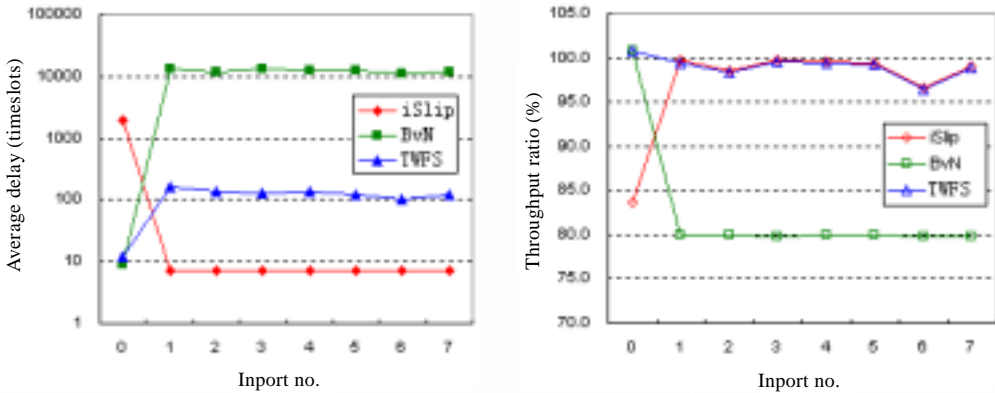 Average delay (timeslots)
100000
10000
1000
100
10
1
0 1 2 3 4 5 6 7
Inport no.
iSlip
BvN
TWFS
Throughput ratio (%)
105.0
100.0
95.0
90.0
85.0
80.0
75.0
70.0
0 1 2 3 4 5 6 7
Inport no.
iSlip
BvN
TWFS